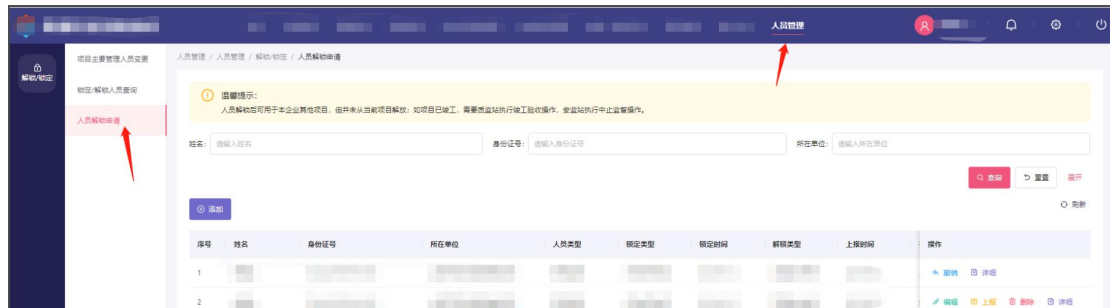 人员管理
解锁/锁定
项目主要管理人员变更
锁定/解锁人员查询
人员解锁申请
人员管理 / 人员管理 / 解锁/锁定 / 人员解锁申请
温馨提示:
人员解锁后可用于本企业其他项目，但并未从当前项目解放；如项目已竣工，需要质监站执行竣工验收操作，安监站执行中止监督操作。
姓名: 请输入姓名 身份证号: 请输入身份证号 所在单位: 请输入所在单位
查询 重置 展开
添加 刷新
序号 姓名 身份证号 所在单位 人员类型 锁定类型 锁定时间 解锁类型 上报时间 操作
1 撤销 详细
2 编辑 上报 删除 详细